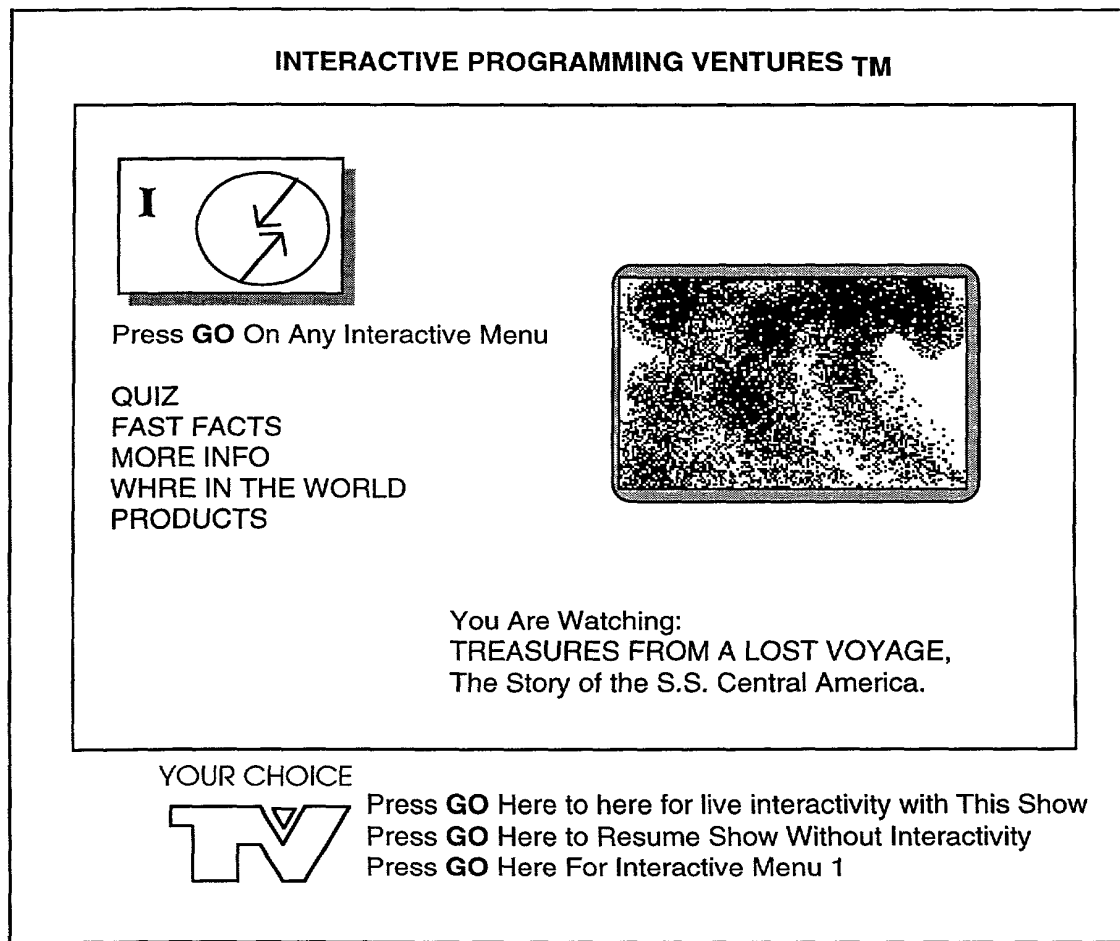 INTERACTIVE PROGRAMMING VENTURES TM
I
Press GO On Any Interactive Menu
QUIZ
FAST FACTS
MORE INFO
WHRE IN THE WORLD
PRODUCTS
You Are Watching:
TREASURES FROM A LOST VOYAGE,
The Story of the S.S. Central America.
YOUR CHOICE
TV
Press GO Here to here for live interactivity with This Show
Press GO Here to Resume Show Without Interactivity
Press GO Here For Interactive Menu 1